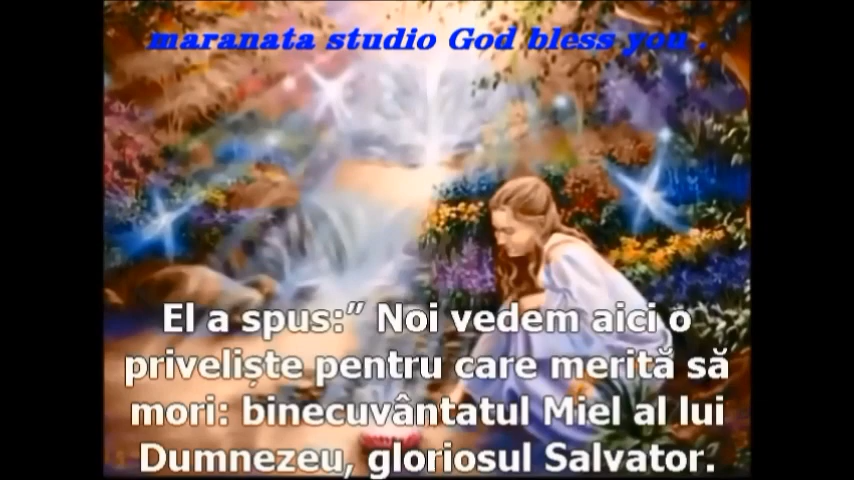 maranata studio God bless you .
El a spus:” Noi vedem aici o
priveliște pentru care merită să
mori: binecuvântatul Miel al lui
Dumnezeu, gloriosul Salvator.